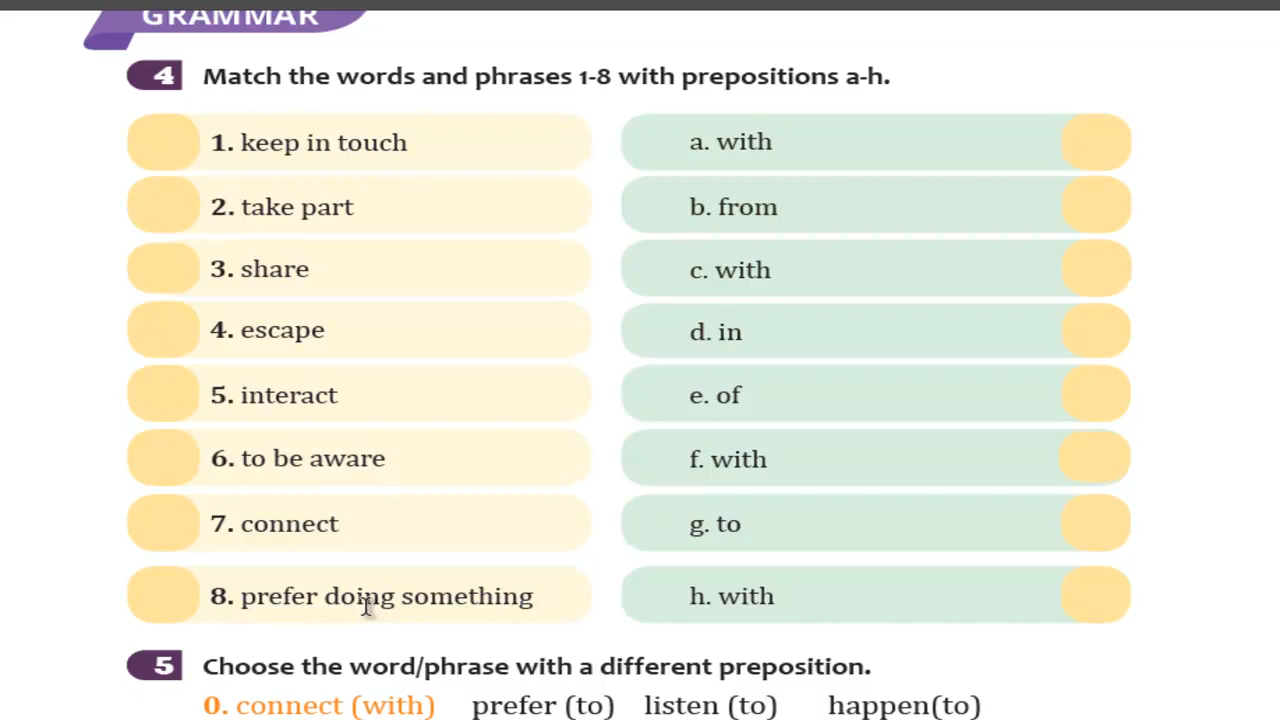 GRAMMAR
4 Match the words and phrases 1-8 with prepositions a-h.
1. keep in touch a. with
2. take part b. from
3. share c. with
4. escape d. in
5. interact e. of
6. to be aware f. with
7. connect g. to
8. prefer doing something h. with
5 Choose the word/phrase with a different preposition.
0. connect (with) prefer (to) listen (to) happen(to)